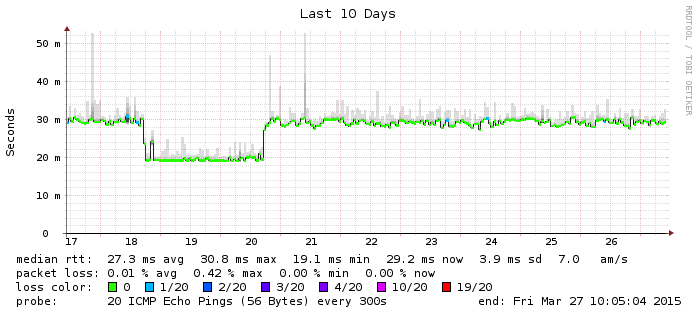 Last 10 Days
RRDTOOL / TOBI OETIKER
Seconds
50 m
40 m
30 m
20 m
10 m
0
17 18 19 20 21 22 23 24 25 26
median rtt: 27.3 ms avg 30.8 ms max 19.1 ms min 29.2 ms now 3.9 ms sd 7.0 am/s
packet loss: 0.01 % avg 0.42 % max 0.00 % min 0.00 % now
loss color: 0 1/20 2/20 3/20 4/20 10/20 19/20
probe: 20 ICMP Echo Pings (56 Bytes) every 300s end: Fri Mar 27 10:05:04 2015